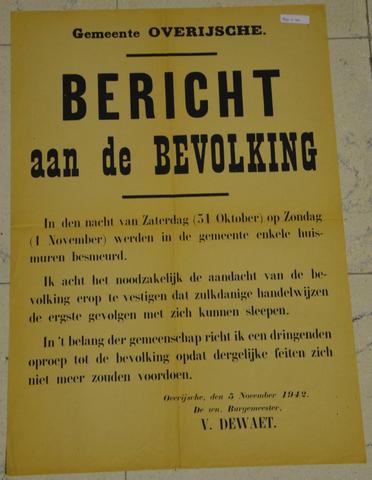 Gemeente OVERIJSCHE.
BERICHT
aan de BEVOLKING
In den nacht van Zaterdag (31 Oktober) op Zondag
(1 November) werden in de gemeente enkele huis-
muren besmeurd.
Ik acht het noodzakelijk de aandacht van de be-
volking erop te vestigen dat zulkdanige handelwijzen
de ergste gevolgen met zich kunnen sleepen.
In 't belang der gemeenschap richt ik een dringenden
oproep tot de bevolking opdat dergelijke feiten zich
niet meer zouden voordoen.
Overijsche, den 5 November 1942.
De wn. Burgemeester,
V. DEWAET.